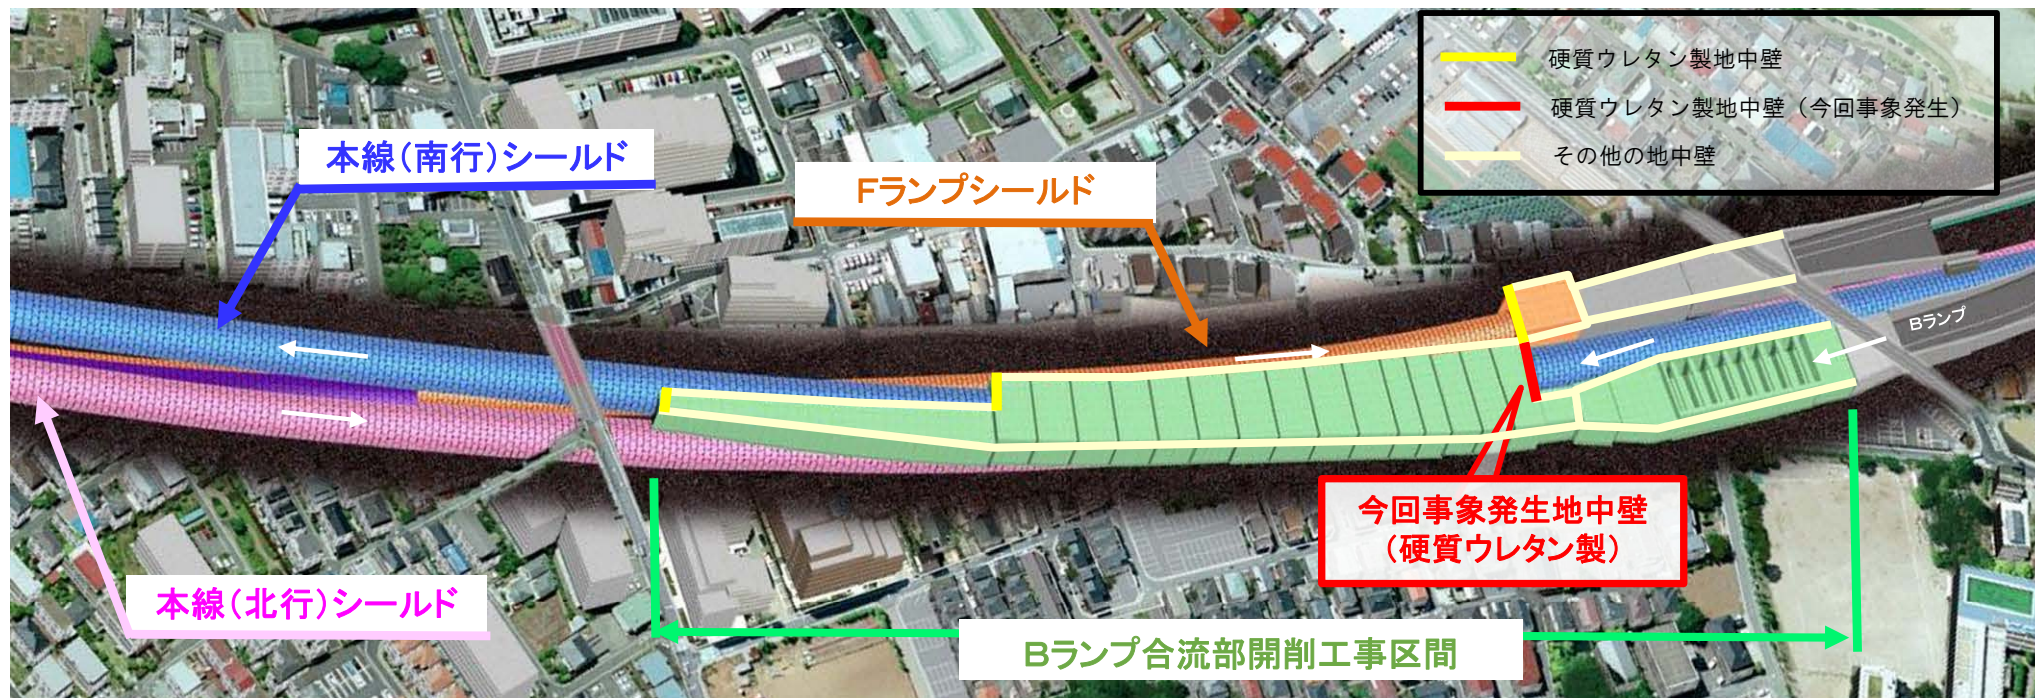 硬質ウレタン製地中壁
硬質ウレタン製地中壁（今回事象発生）
その他の地中壁
本線（南行）シールド
Fランプシールド
Bランプ
今回事象発生地中壁
（硬質ウレタン製）
本線（北行）シールド
Bランプ合流部開削工事区間